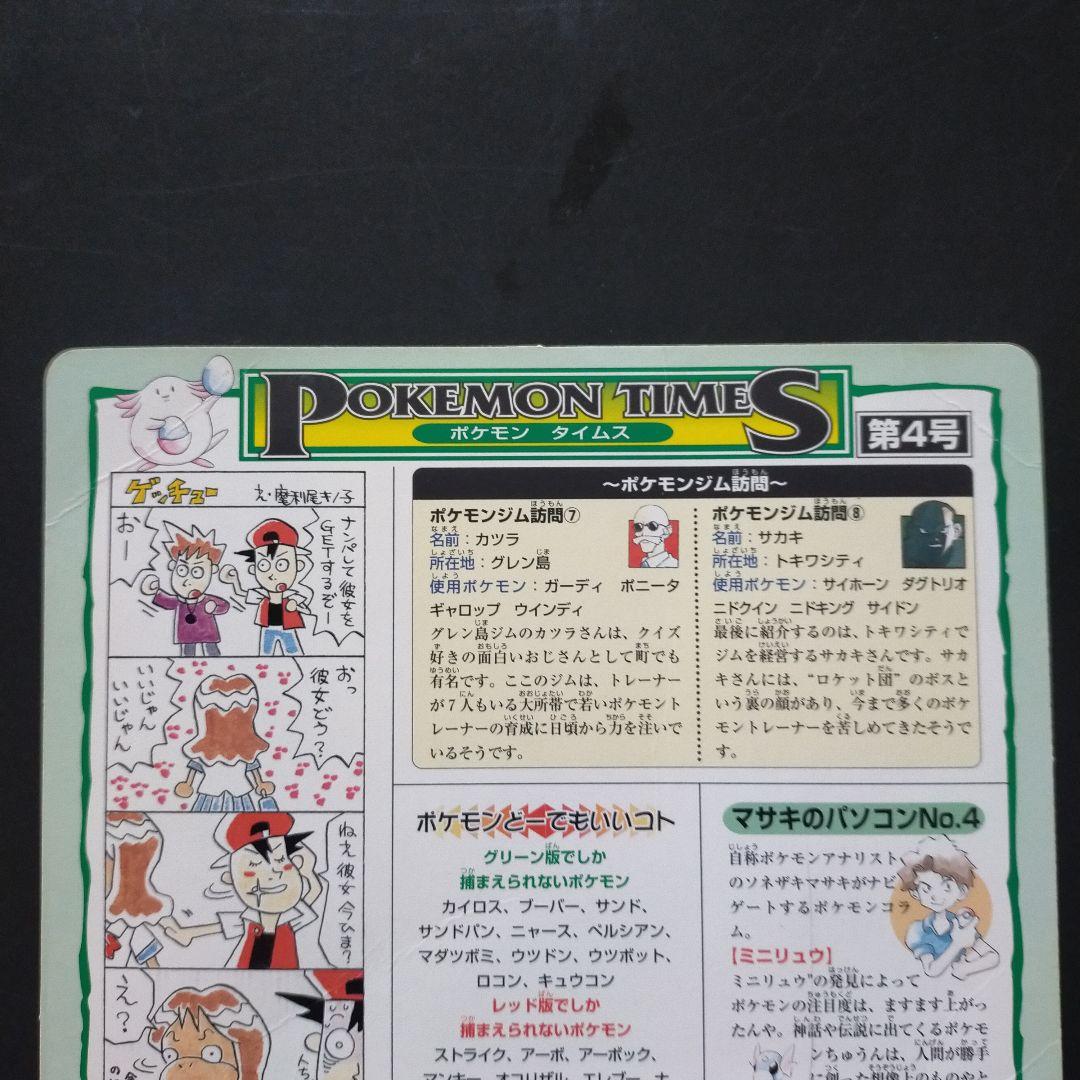 POKEMON TIMES
ポケモン タイムス
第4号
ゲッチュー
え・魔利尾キノ子
ナンパして彼女を
GETするぞー
おー
おっ
彼女どう?
いいじゃん
いいじゃん
ねえ彼女今ひま?
え?
～ポケモンジム訪問～
ポケモンジム訪問⑦
名前：カツラ
所在地：グレン島
使用ポケモン：ガーディ ポニータ
ギャロップ ウインディ
グレン島ジムのカツラさんは、クイズ
好きの面白いおじさんとして町でも
有名です。ここのジムは、トレーナー
が7人もいる大所帯で若いポケモント
レーナーの育成に日頃から力を注いで
いるそうです。
ポケモンジム訪問⑧
名前：サカキ
所在地：トキワシティ
使用ポケモン：サイホーン ダグトリオ
ニドクイン ニドキング サイドン
最後に紹介するのは、トキワシティで
ジムを経営するサカキさんです。サカ
キさんには、“ロケット団”のボスと
いう裏の顔があり、今まで多くのポケ
モントレーナーを苦しめてきたそうで
す。
ポケモンどーでもいいコト
グリーン版でしか
捕まえられないポケモン
カイロス、ブーバー、サンド、
サンドパン、ニャース、ペルシアン、
マダツボミ、ウツドン、ウツボット、
ロコン、キュウコン
レッド版でしか
捕まえられないポケモン
ストライク、アーボ、アーボック、
マンキー、オコリザル、エレブー、ナ
マサキのパソコンNo.4
自称ポケモンアナリスト
のソネザキマサキがナビ
ゲートするポケモンコラ
ム。
【ミニリュウ】
ミニリュウ"の発見によって
ポケモンの注目度は、ますます上がっ
たんや。神話や伝説に出てくるポケモ
ンちゅうんは、人間が勝手
に創った想像上のものやと